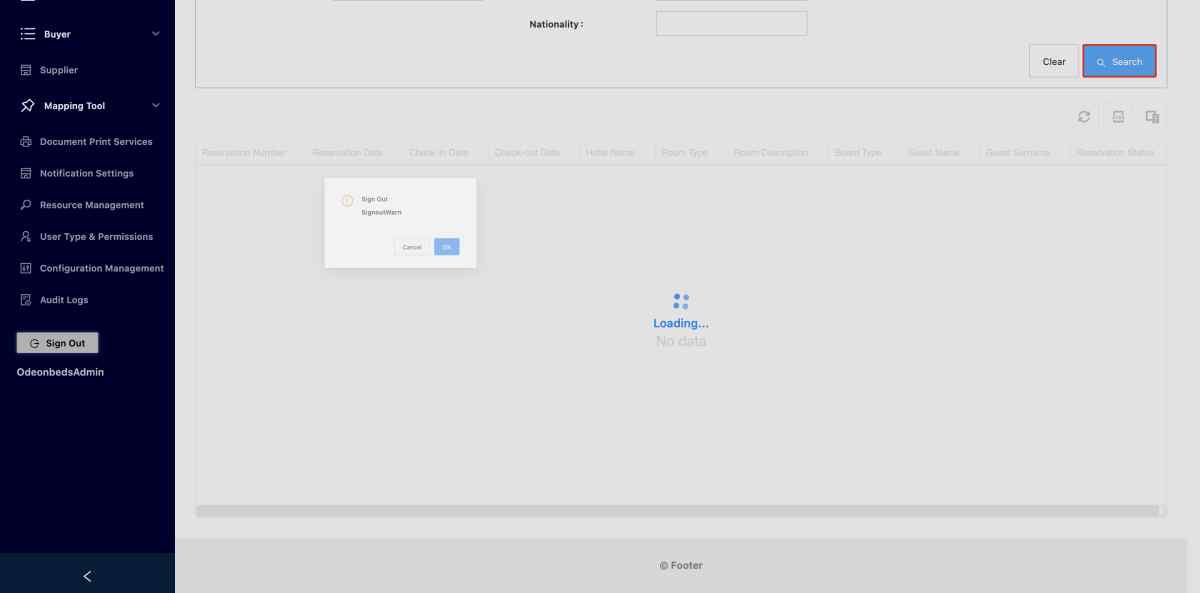 Buyer
Supplier
Mapping Tool
Document Print Services
Notification Settings
Resource Management
User Type & Permissions
Configuration Management
Audit Logs
Sign Out
OdeonbedsAdmin
Nationality :
Clear
Search
Reservation Number
Reservation Date
Check-in Date
Check-out Date
Hotel Name
Room Type
Room Description
Board Type
Guest Name
Guest Surname
Reservation Status
Sign Out
SignoutWarn
Cancel
OK
Loading...
No data
© Footer